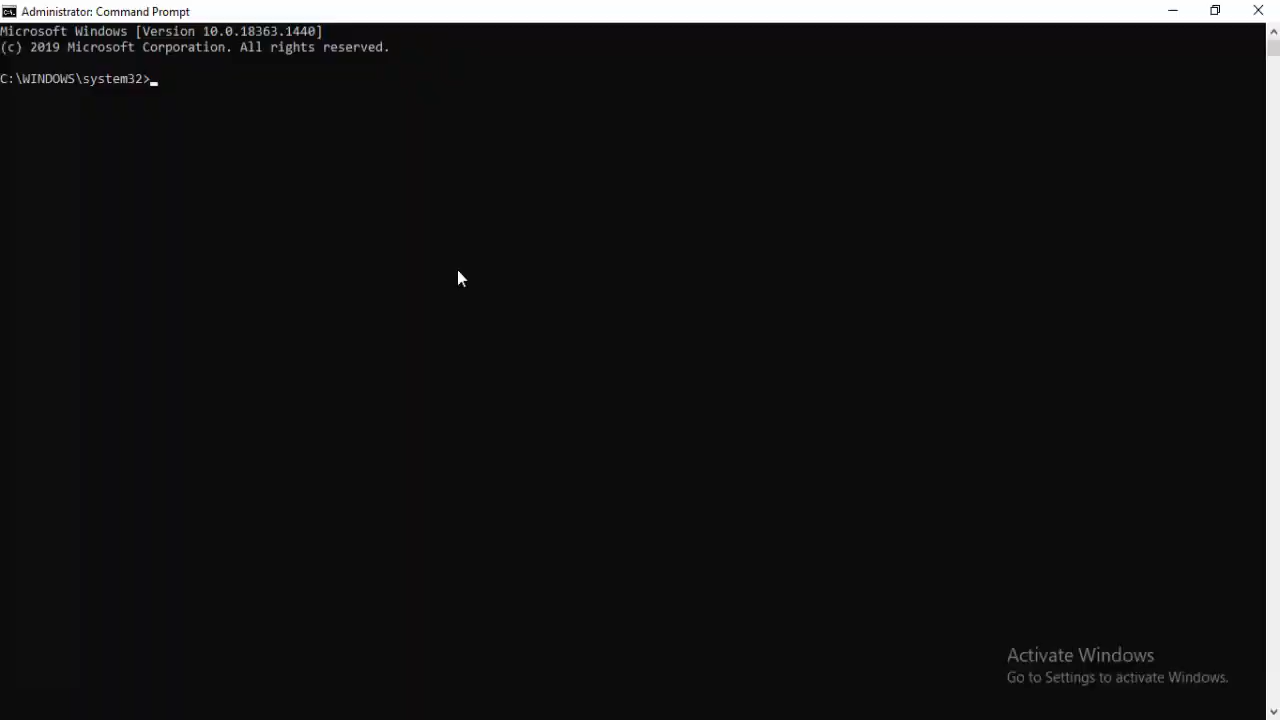 Administrator: Command Prompt
Microsoft Windows [Version 10.0.18363.1440]
(c) 2019 Microsoft Corporation. All rights reserved.
C:\WINDOWS\system32>
Activate Windows
Go to Settings to activate Windows.